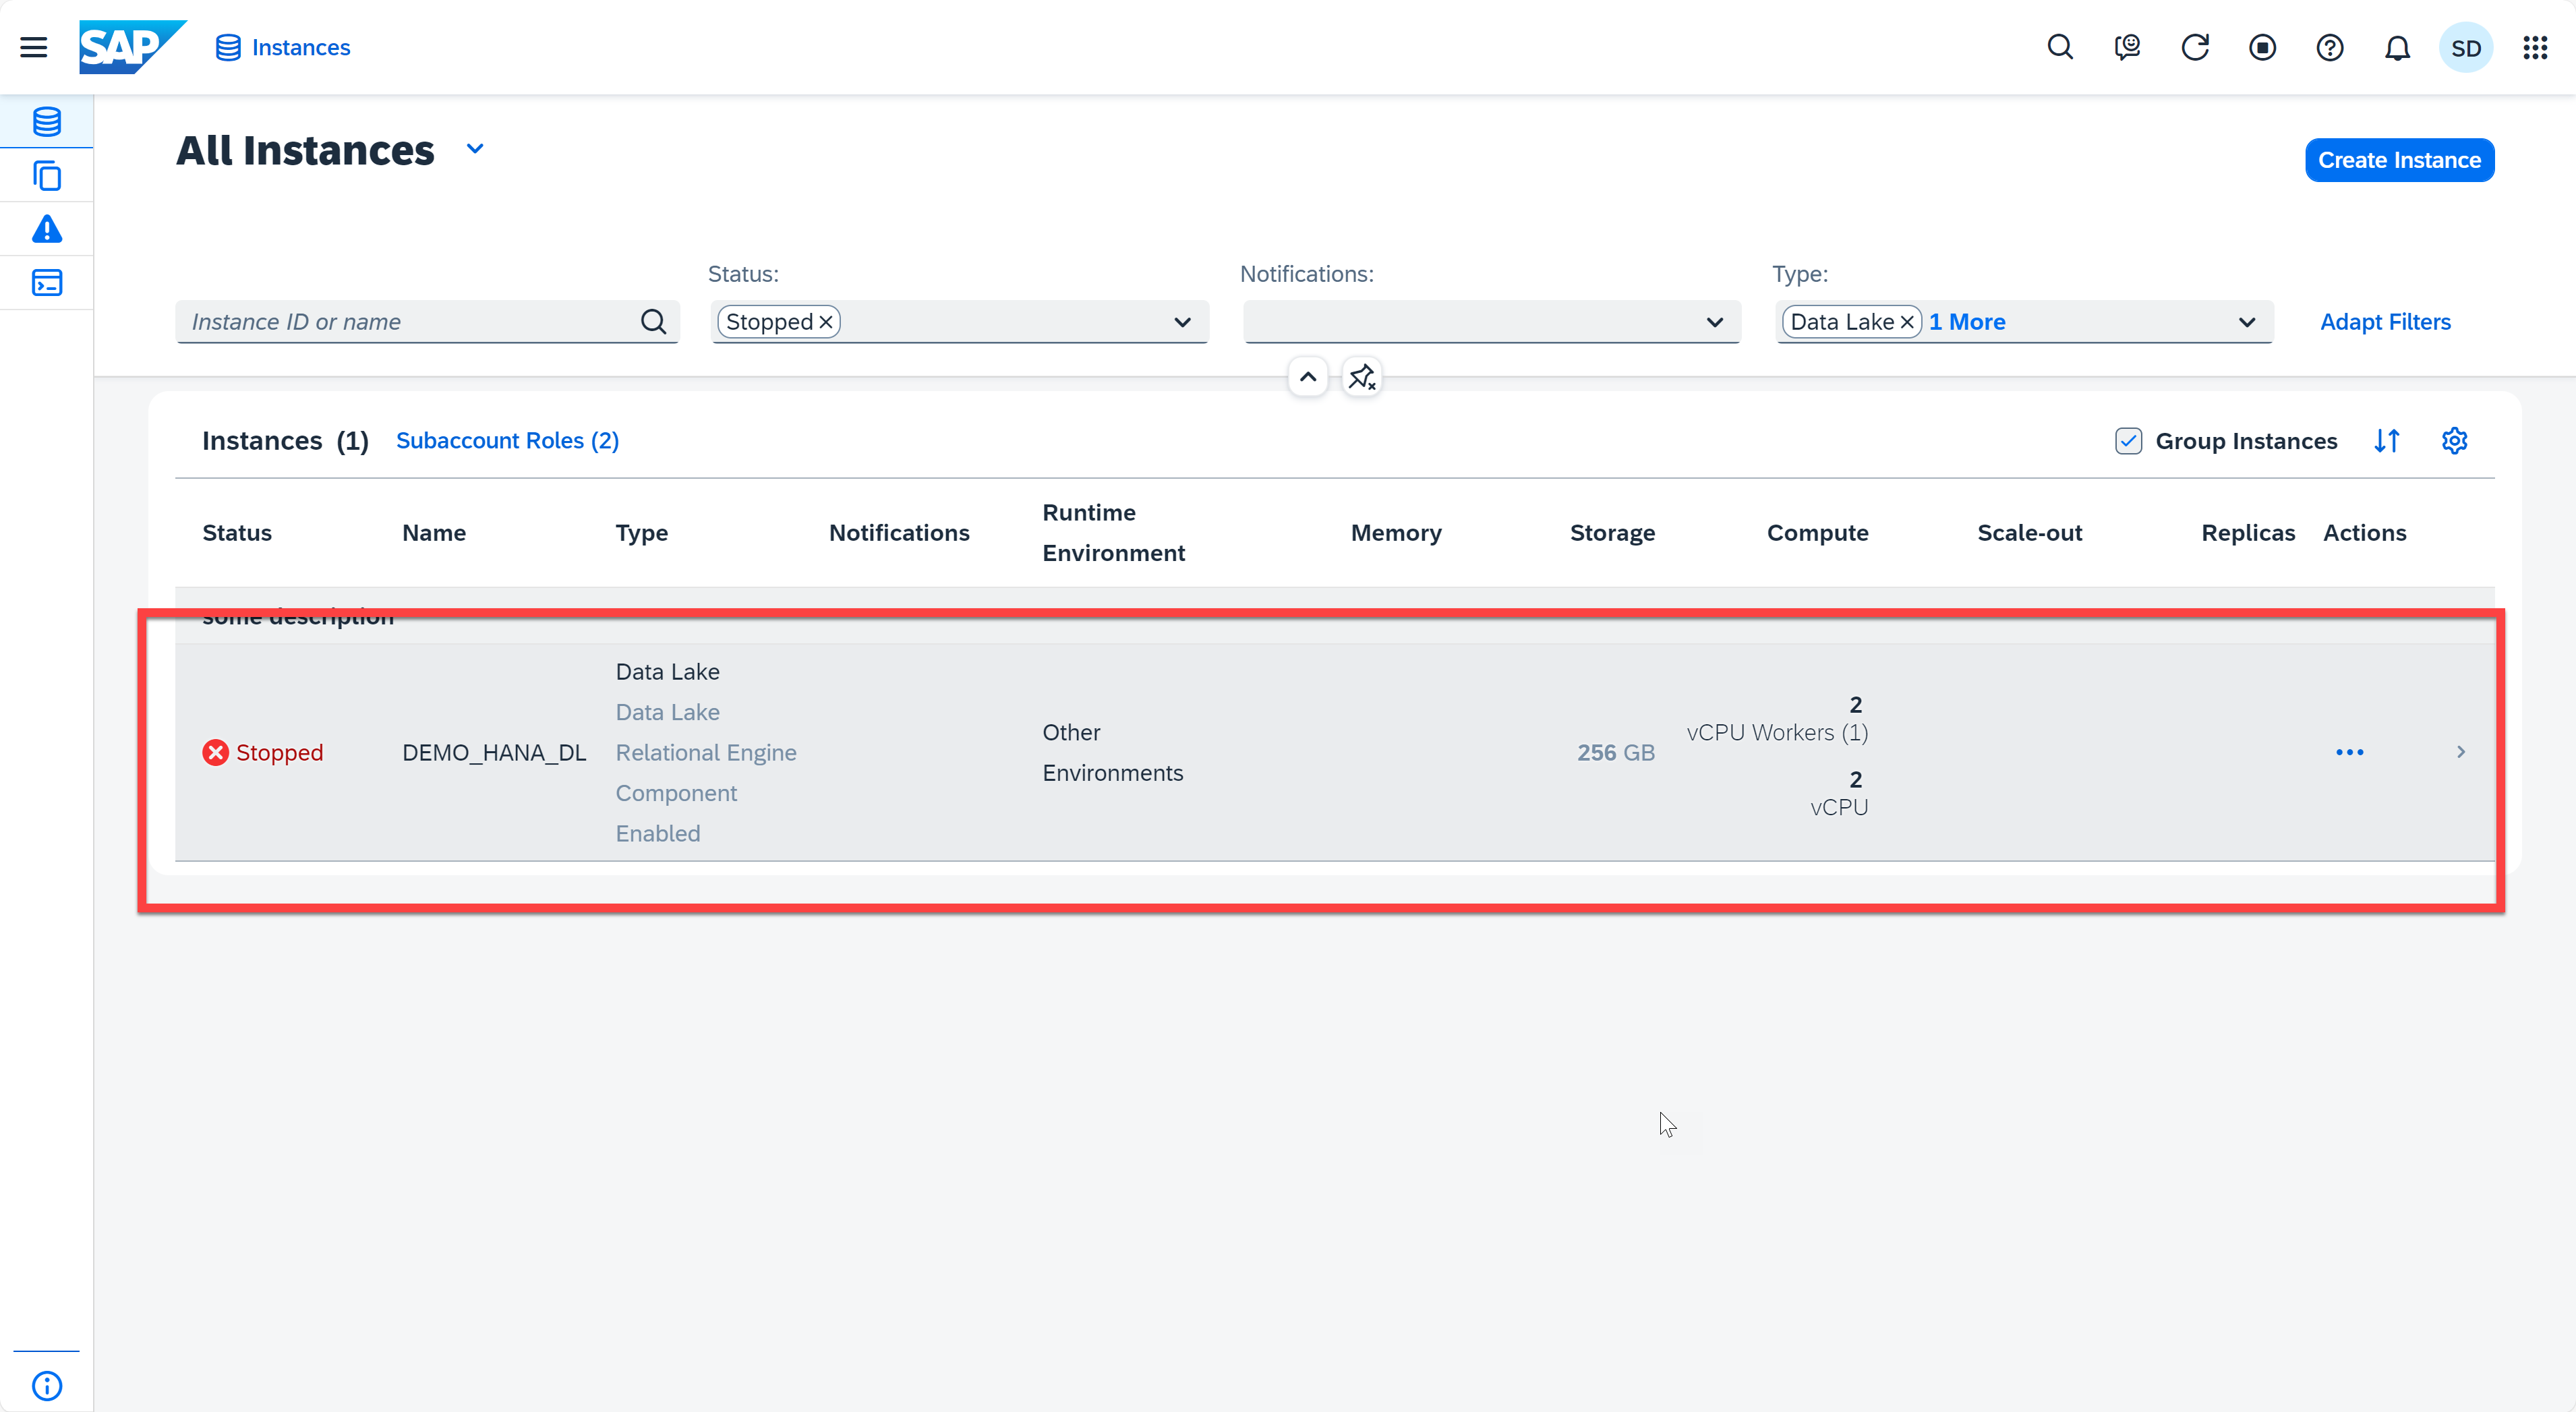 SAP Instances
SD
All Instances
Create Instance
Status:
Notifications:
Type:
Instance ID or name
Stopped
Data Lake 1 More
Adapt Filters
Instances (1) Subaccount Roles (2)
Group Instances
Status Name Type Notifications Runtime Environment Memory Storage Compute Scale-out Replicas Actions
some description
Stopped
DEMO_HANA_DL
Data Lake
Data Lake
Relational Engine
Component
Enabled
Other
Environments
256 GB
2
vCPU Workers (1)
2
vCPU